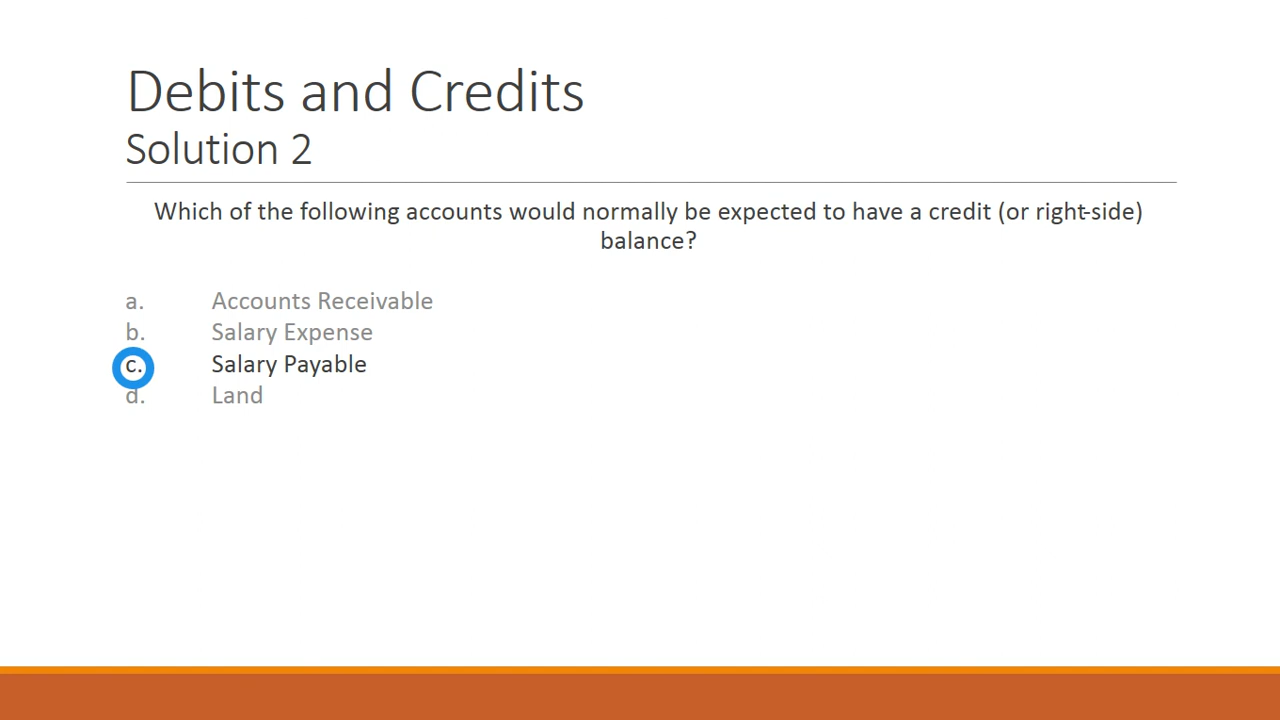 Debits and Credits
Solution 2
Which of the following accounts would normally be expected to have a credit (or right-side)
balance?
a. Accounts Receivable
b. Salary Expense
c. Salary Payable
d. Land